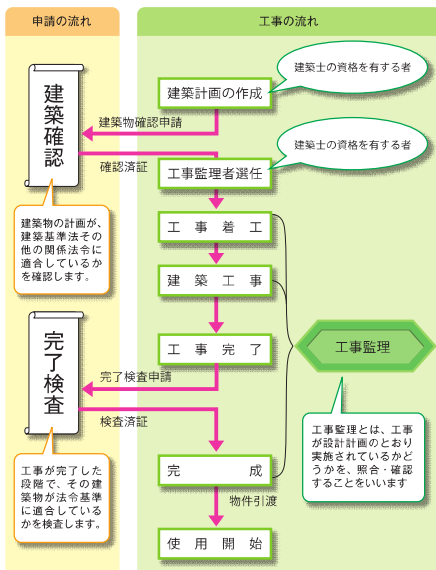 申請の流れ
工事の流れ
建築確認
建築計画の作成
建築士の資格を有する者
建築物確認申請
確認済証
工事監理者選任
建築士の資格を有する者
建築物の計画が、
建築基準法その
他の関係法令に
適合しているか
を確認します。
工事着工
建築工事
工事完了
工事監理
完了検査
完了検査申請
検査済証
工事監理とは、工事
が設計計画のとおり
実施されているかど
うかを、照合・確認
することをいいます
工事が完了した
段階で、その建
築物が法令基準
に適合している
かを検査します。
完成
物件引渡
使用開始